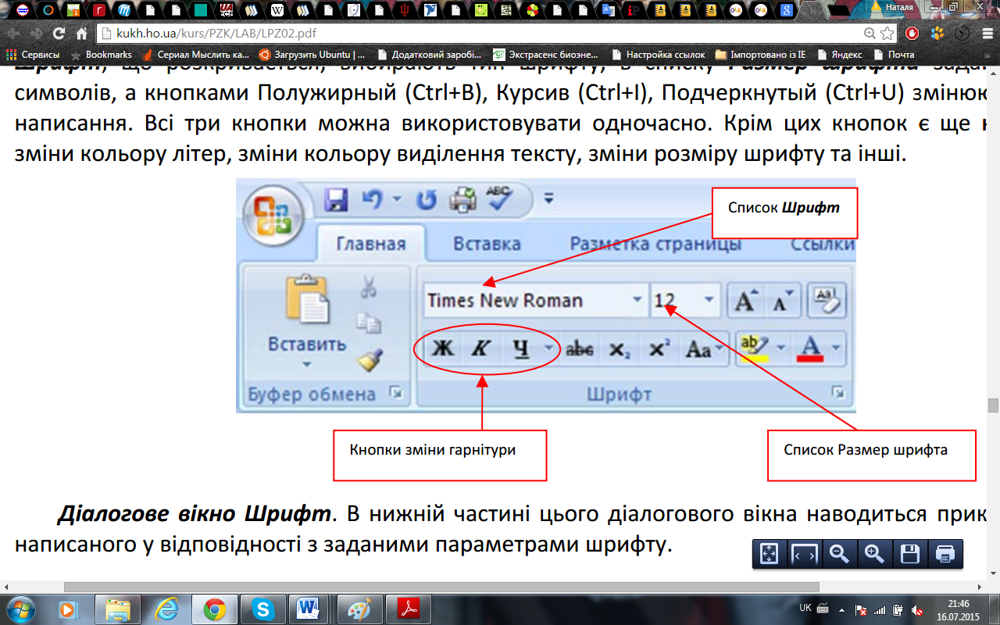 Наталя
kukh.ho.ua/kurs/PZK/LAB/LPZ02.pdf
Сервисы Bookmarks Сериал Мыслить ка... Загрузить Ubuntu | ... Додатковий заробі... Экстрасенс биоэне... Настройка ссылок Імпортовано із IE Яндекс Почта
символів, а кнопками Полужирный (Ctrl+B), Курсив (Ctrl+I), Подчеркнутый (Ctrl+U)
написання. Всі три кнопки можна використовувати одночасно. Крім цих кнопок є ще
зміни кольору літер, зміни кольору виділення тексту, зміни розміру шрифту та інші.
ABC
Список Шрифт
Главная Вставка Разметка страницы Ссылки
Times New Roman 12 A A Aa
Вставить
Ж К Ч abc x₂ x² Aa ab A
Буфер обмена Шрифт
Кнопки зміни гарнітури
Список Размер шрифта
Діалогове вікно Шрифт. В нижній частині цього діалогового вікна наводиться
написаного у відповідності з заданими параметрами шрифту.
UK
21:46
16.07.2015